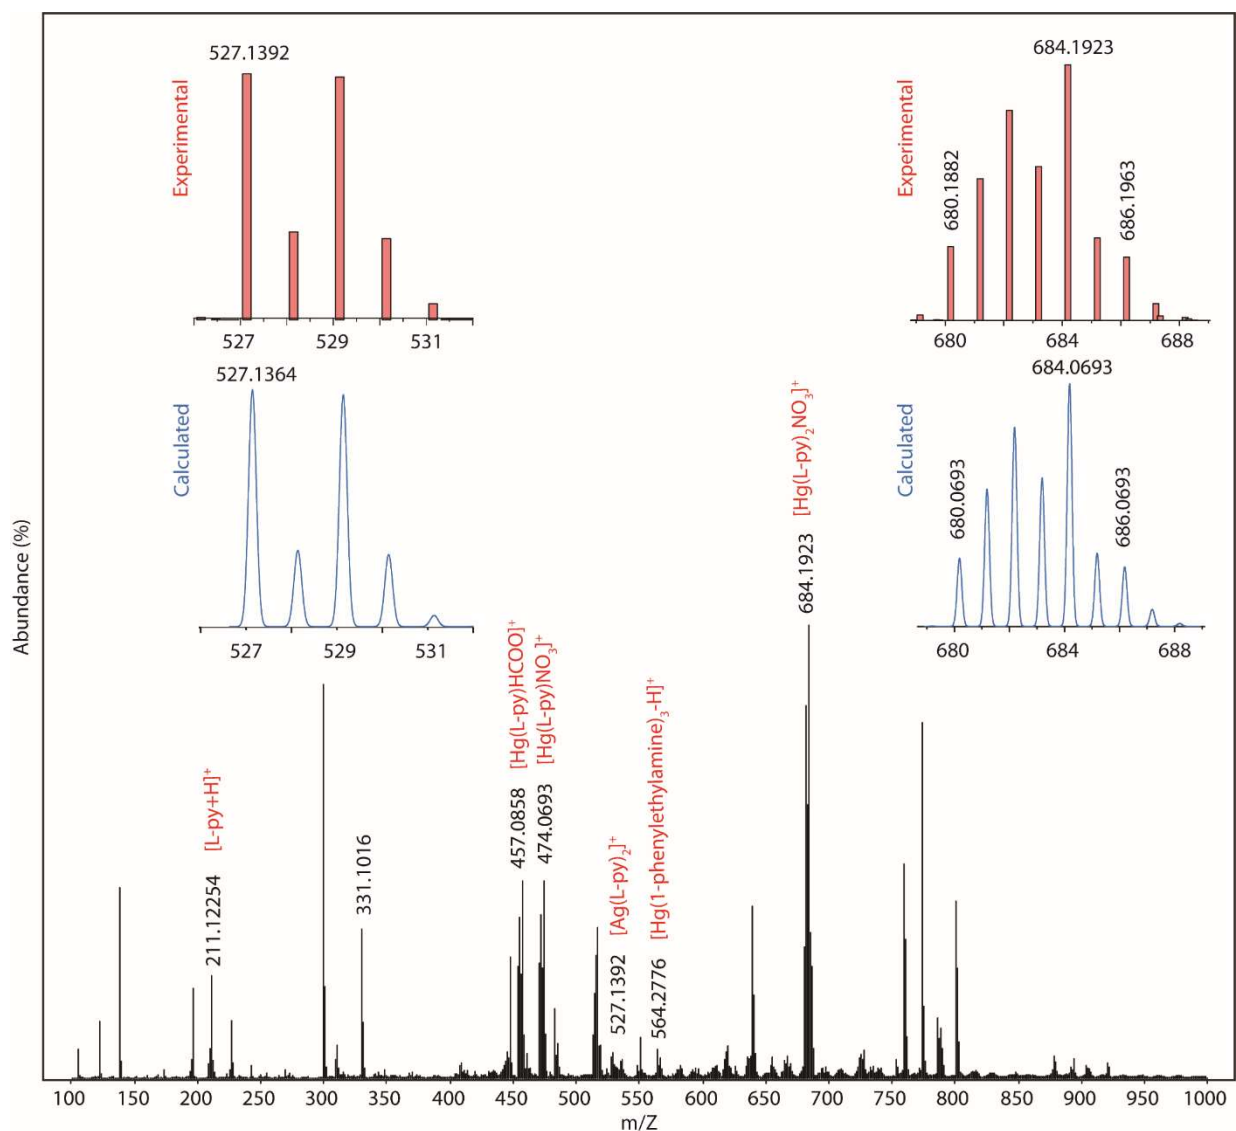 527.1392
Experimental
527
529
531
527.1364
Calculated
527
529
531
684.1923
Experimental
680.1882
686.1963
680
684
688
684.0693
Calculated
680.0693
686.0693
680
684
688
Abundance (%)
211.12254 [L-py+H]⁺
331.1016
457.0858 [Hg(L-py)HCOO]⁺
474.0693 [Hg(L-py)NO₃]⁺
527.1392 [Ag(L-py)₂]⁺
564.2776 [Hg(1-phenylethylamine)₃-H]⁺
684.1923 [Hg(L-py)₂NO₃]⁺
100 150 200 250 300 350 400 450 500 550 600 650 700 750 800 850 900 950 1000
m/Z